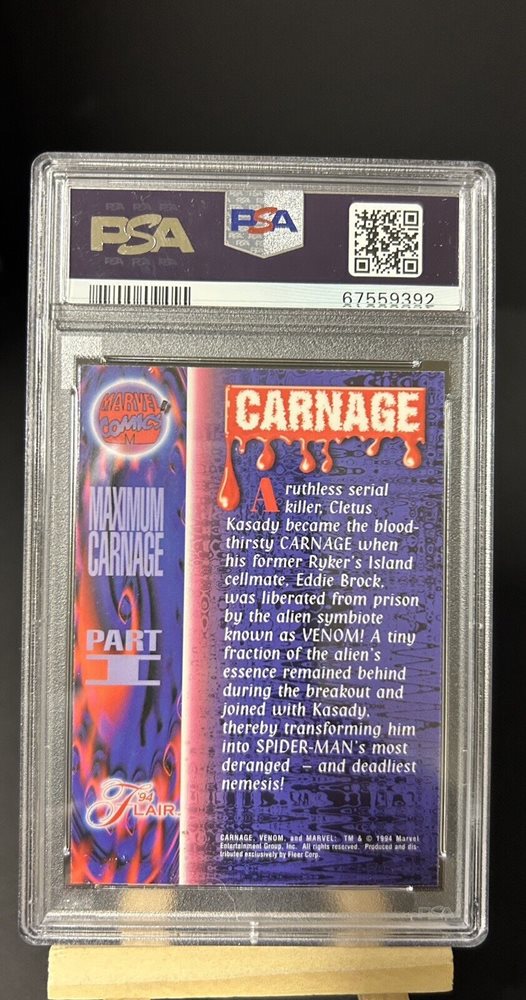 PSA
PSA
67559392
MARVEL
COMICS
M
MAXIMUM
CARNAGE
PART
I
'94
FLAIR
CARNAGE
A ruthless serial
killer, Cletus
Kasady became the blood-
thirsty CARNAGE when
his former Ryker's Island
cellmate, Eddie Brock,
was liberated from prison
by the alien symbiote
known as VENOM! A tiny
fraction of the alien's
essence remained behind
during the breakout and
joined with Kasady,
thereby transforming him
into SPIDER-MAN's most
deranged – and deadliest
nemesis!
CARNAGE, VENOM, and MARVEL: TM & © 1994 Marvel
Entertainment Group, Inc. All rights reserved. Produced and dis-
tributed exclusively by Fleer Corp.
PSA